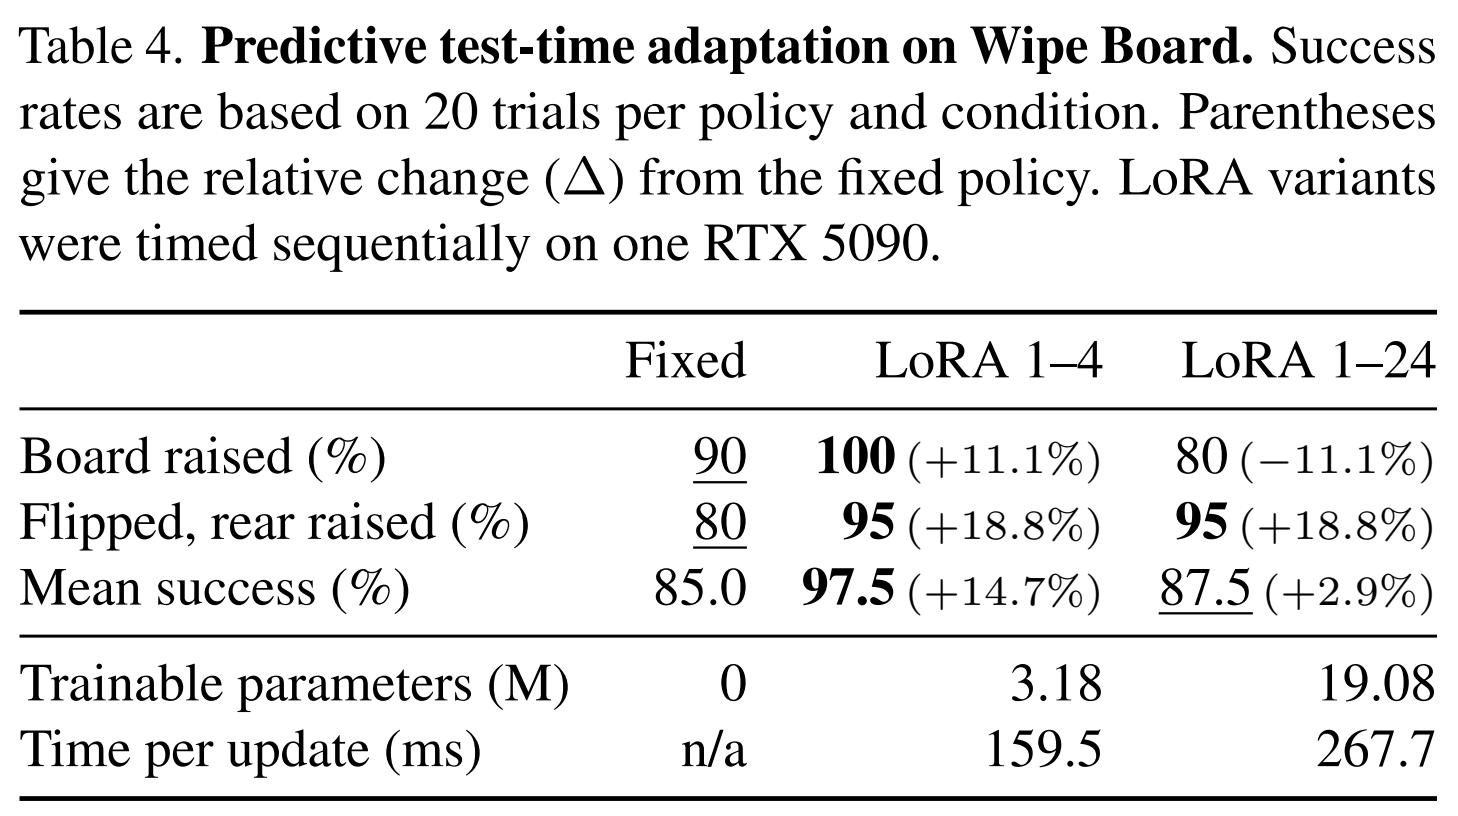 Table 4. Predictive test-time adaptation on Wipe Board. Success
rates are based on 20 trials per policy and condition. Parentheses
give the relative change (Δ) from the fixed policy. LoRA variants
were timed sequentially on one RTX 5090.
Fixed LoRA 1–4 LoRA 1–24
Board raised (%) 90 100 (+11.1%) 80 (−11.1%)
Flipped, rear raised (%) 80 95 (+18.8%) 95 (+18.8%)
Mean success (%) 85.0 97.5 (+14.7%) 87.5 (+2.9%)
Trainable parameters (M) 0 3.18 19.08
Time per update (ms) n/a 159.5 267.7